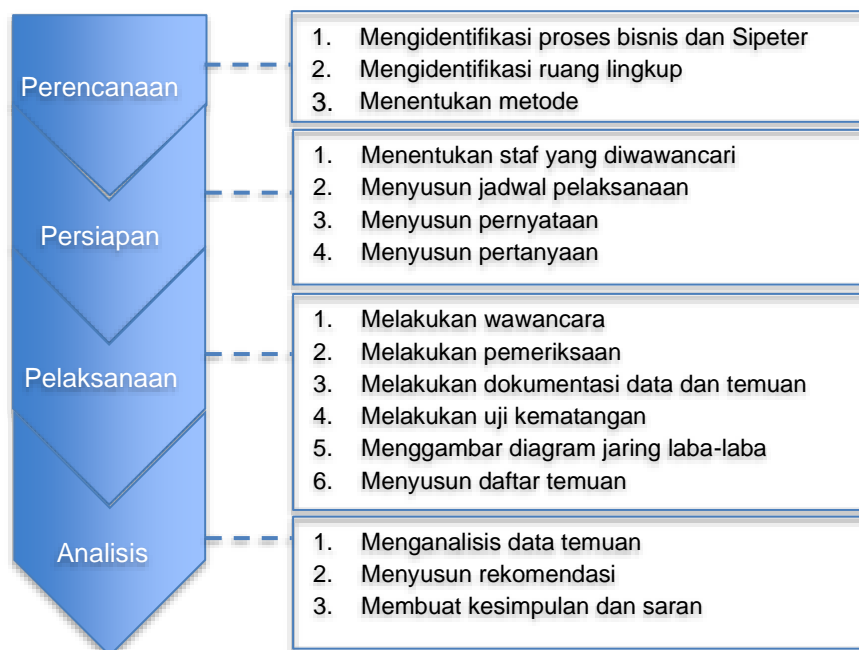 Perencanaan
1. Mengidentifikasi proses bisnis dan Sipeter
2. Mengidentifikasi ruang lingkup
3. Menentukan metode
Persiapan
1. Menentukan staf yang diwawancari
2. Menyusun jadwal pelaksanaan
3. Menyusun pernyataan
4. Menyusun pertanyaan
Pelaksanaan
1. Melakukan wawancara
2. Melakukan pemeriksaan
3. Melakukan dokumentasi data dan temuan
4. Melakukan uji kematangan
5. Menggambar diagram jaring laba-laba
6. Menyusun daftar temuan
Analisis
1. Menganalisis data temuan
2. Menyusun rekomendasi
3. Membuat kesimpulan dan saran